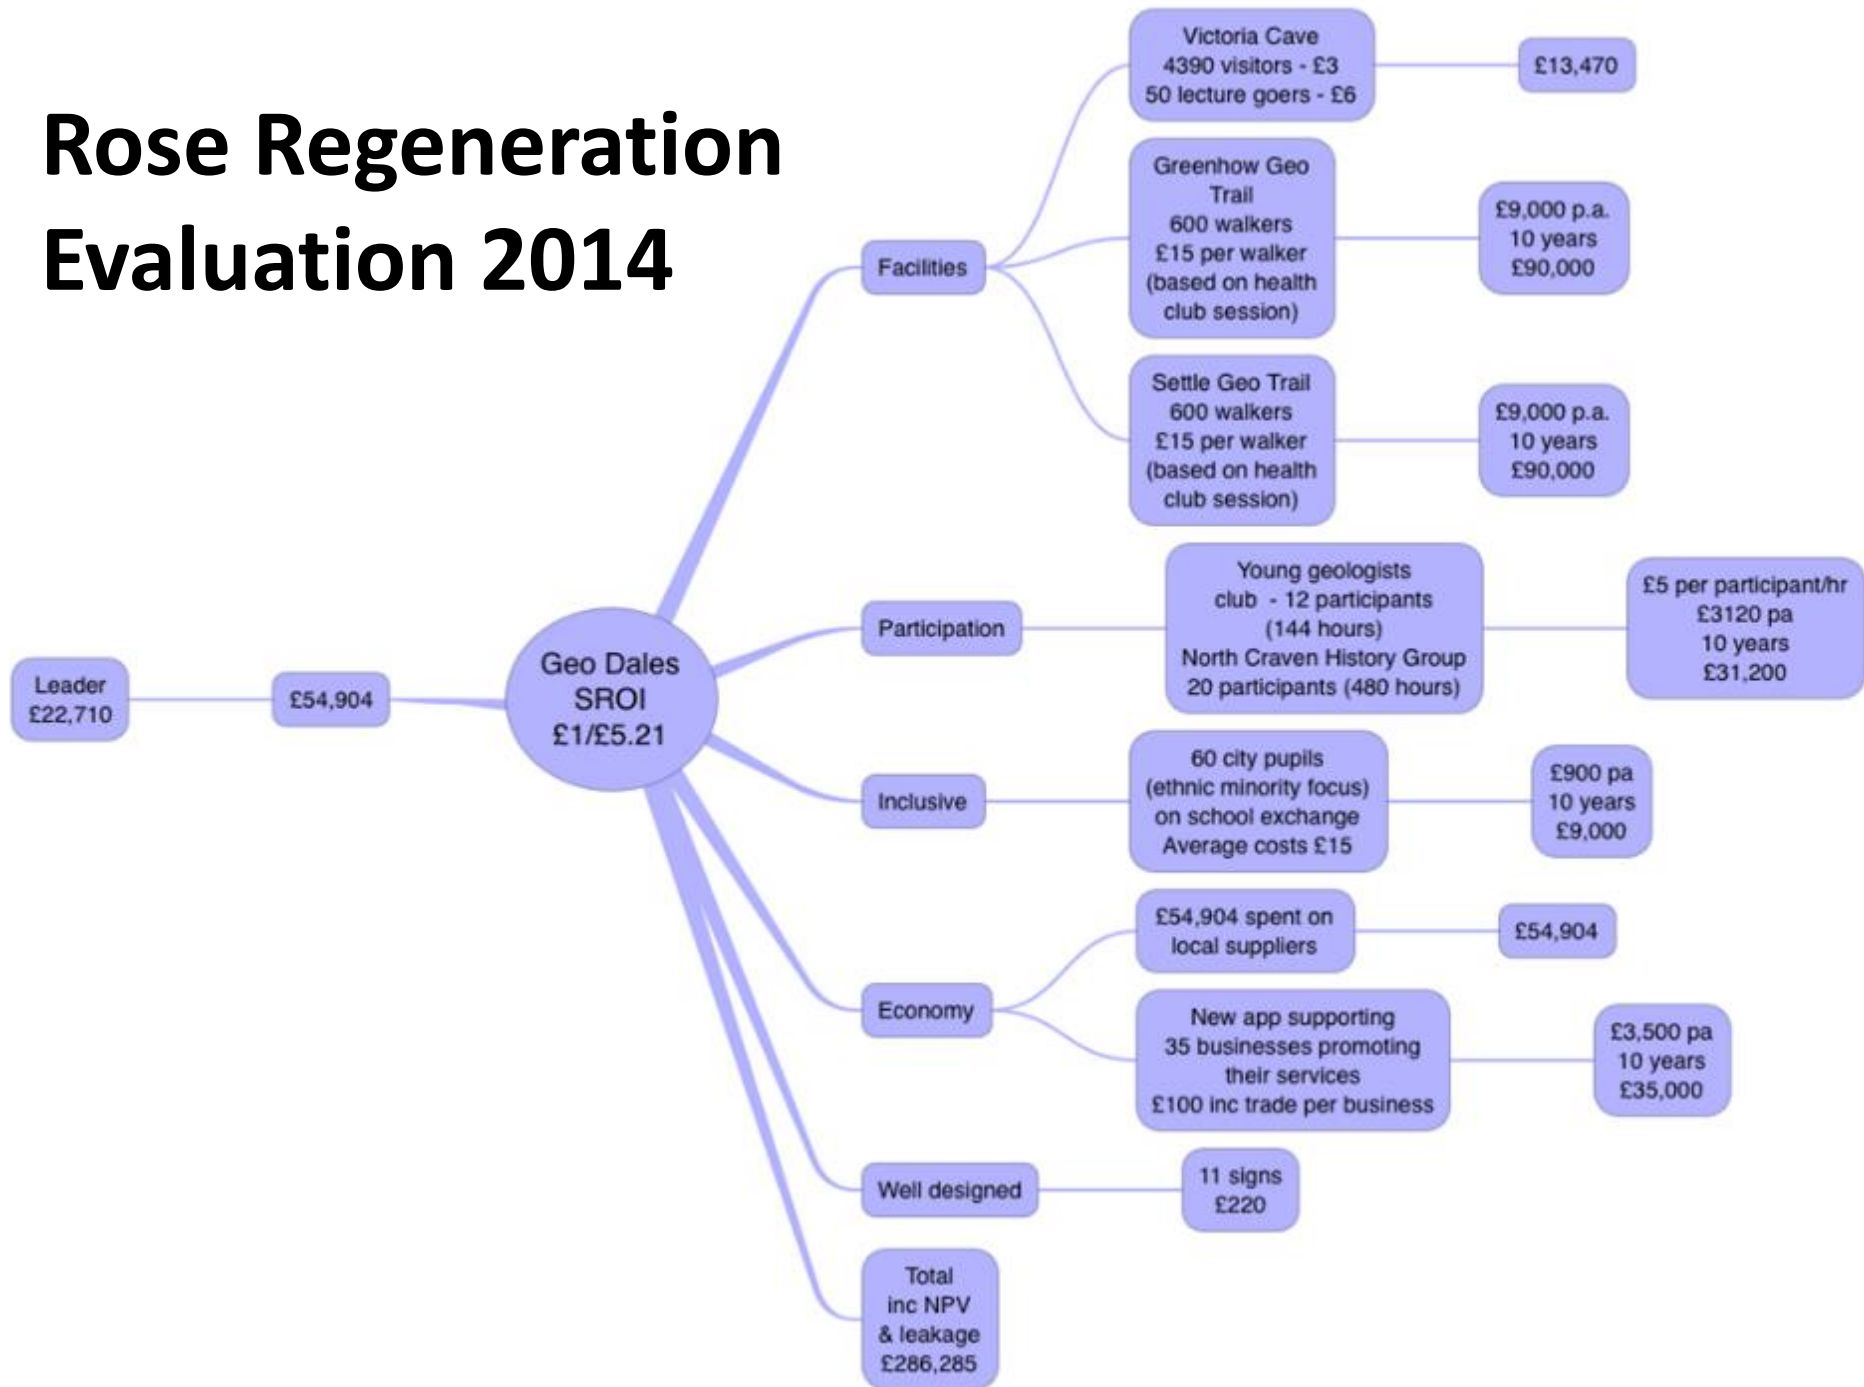 Rose Regeneration
Evaluation 2014
Leader
£22,710
£54,904
Geo Dales
SROI
£1/£5.21
Facilities
Victoria Cave
4390 visitors - £3
50 lecture goers - £6
£13,470
Greenhow Geo
Trail
600 walkers
£15 per walker
(based on health
club session)
£9,000 p.a.
10 years
£90,000
Settle Geo Trail
600 walkers
£15 per walker
(based on health
club session)
£9,000 p.a.
10 years
£90,000
Participation
Young geologists
club - 12 participants
(144 hours)
North Craven History Group
20 participants (480 hours)
£5 per participant/hr
£3120 pa
10 years
£31,200
Inclusive
60 city pupils
(ethnic minority focus)
on school exchange
Average costs £15
£900 pa
10 years
£9,000
Economy
£54,904 spent on
local suppliers
£54,904
New app supporting
35 businesses promoting
their services
£100 inc trade per business
£3,500 pa
10 years
£35,000
Well designed
11 signs
£220
Total
inc NPV
& leakage
£286,285